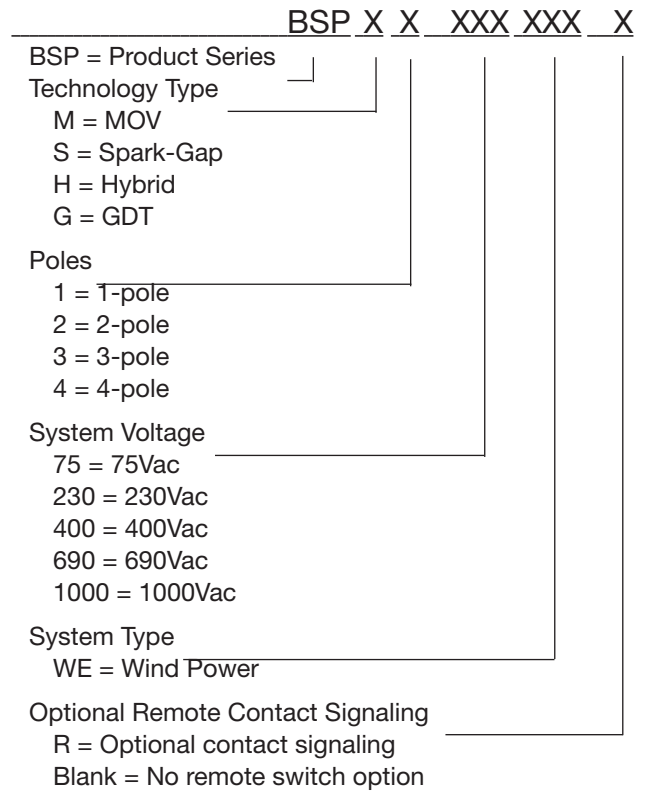 BSP X X XXX XXX X
BSP = Product Series
Technology Type
M = MOV
S = Spark-Gap
H = Hybrid
G = GDT
Poles
1 = 1-pole
2 = 2-pole
3 = 3-pole
4 = 4-pole
System Voltage
75 = 75Vac
230 = 230Vac
400 = 400Vac
690 = 690Vac
1000 = 1000Vac
System Type
WE = Wind Power
Optional Remote Contact Signaling
R = Optional contact signaling
Blank = No remote switch option